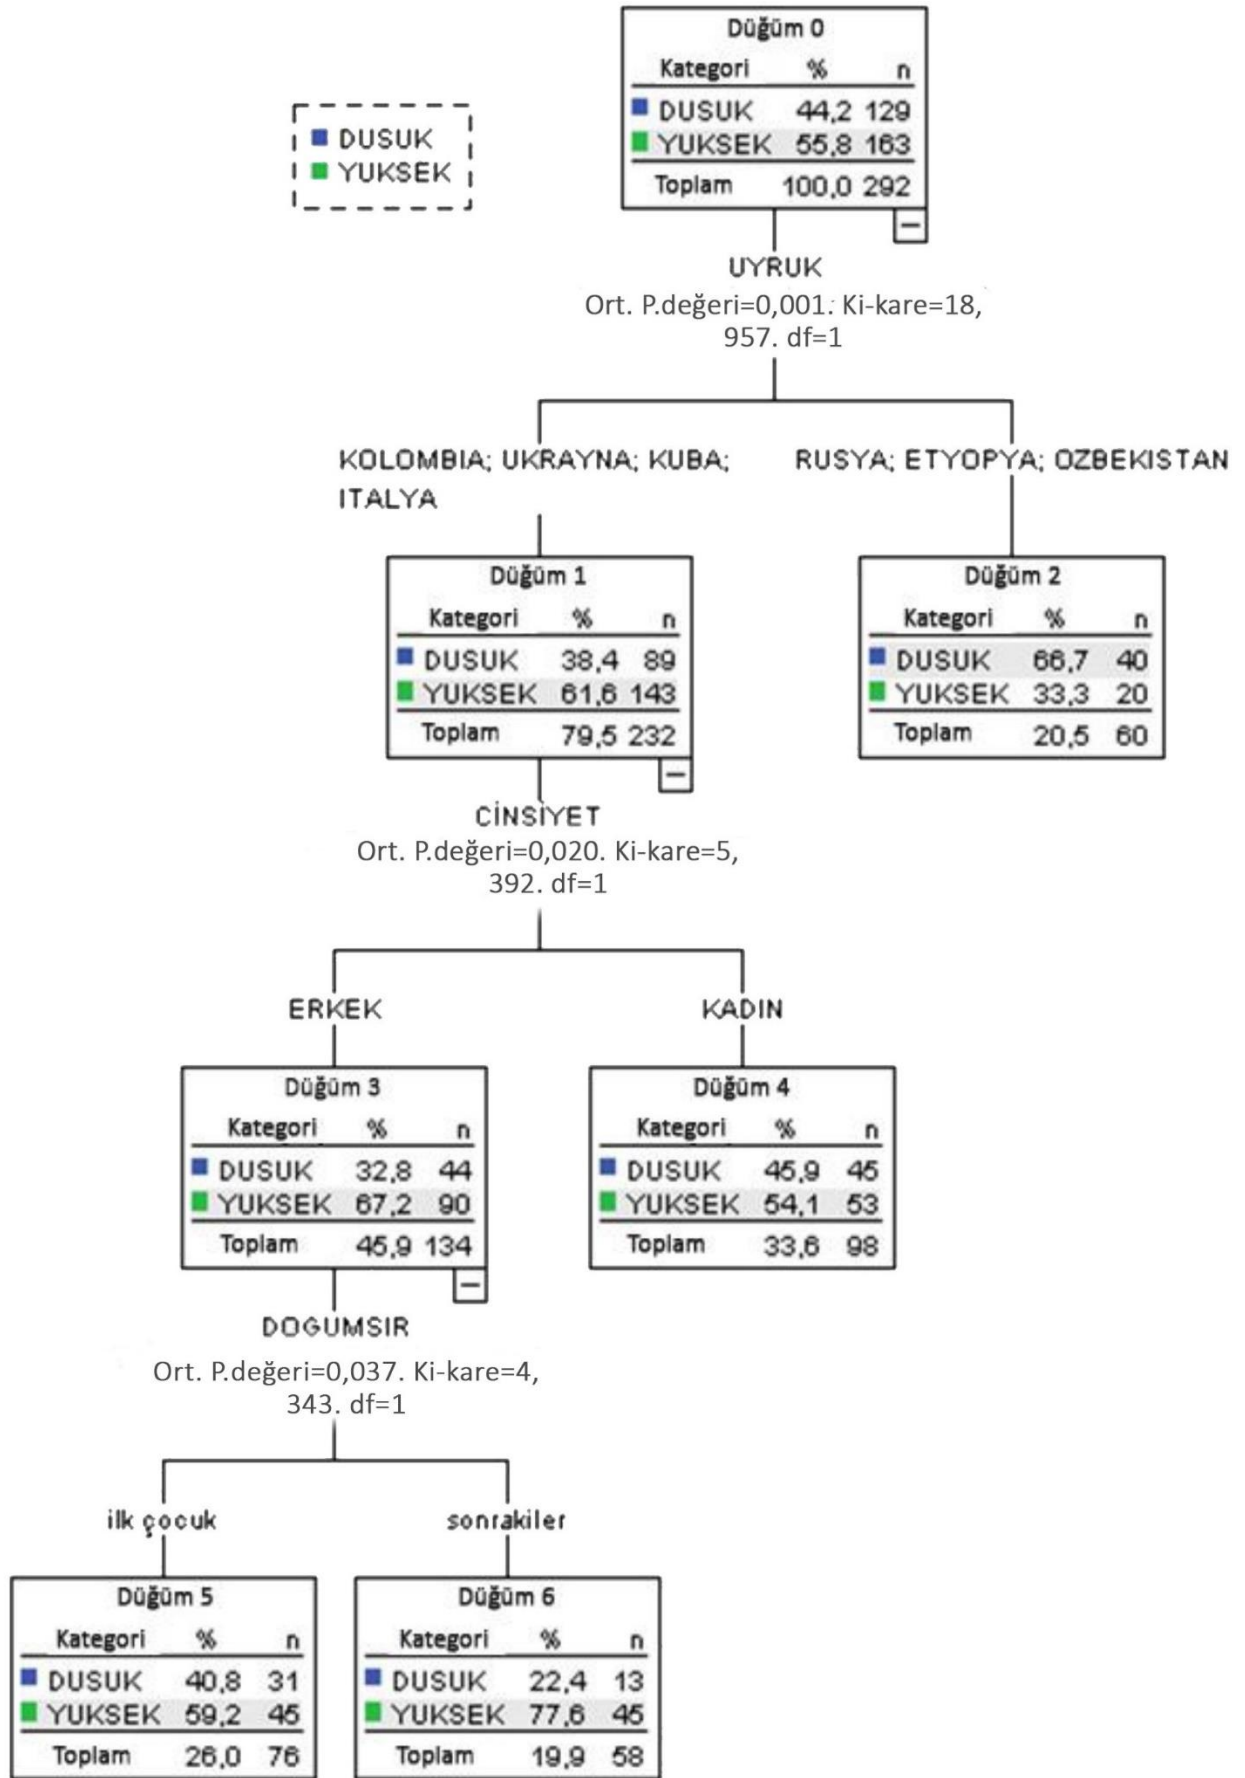 Düğüm 0
Kategori % n
DUSUK 44,2 129
YUKSEK 55,8 163
Toplam 100,0 292
DUSUK
YUKSEK
UYRUK
Ort. P.değeri=0,001. Ki-kare=18,
957. df=1
KOLOMBIA; UKRAYNA; KUBA;
ITALYA
RUSYA; ETYOPYA; OZBEKISTAN
Düğüm 1
Kategori % n
DUSUK 38,4 89
YUKSEK 61,6 143
Toplam 79,5 232
Düğüm 2
Kategori % n
DUSUK 66,7 40
YUKSEK 33,3 20
Toplam 20,5 60
CİNSİYET
Ort. P.değeri=0,020. Ki-kare=5,
392. df=1
ERKEK
KADIN
Düğüm 3
Kategori % n
DUSUK 32,8 44
YUKSEK 67,2 90
Toplam 45,9 134
Düğüm 4
Kategori % n
DUSUK 45,9 45
YUKSEK 54,1 53
Toplam 33,6 98
DOGUMSIR
Ort. P.değeri=0,037. Ki-kare=4,
343. df=1
ilk çocuk
sonrakiler
Düğüm 5
Kategori % n
DUSUK 40,8 31
YUKSEK 59,2 45
Toplam 26,0 76
Düğüm 6
Kategori % n
DUSUK 22,4 13
YUKSEK 77,6 45
Toplam 19,9 58